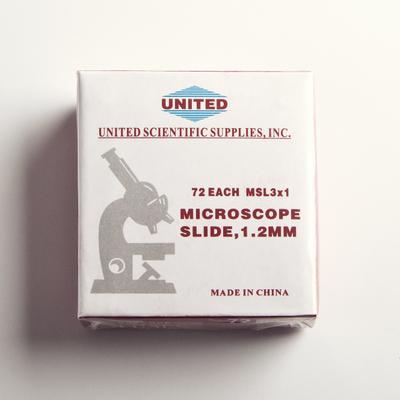 UNITED
UNITED SCIENTIFIC SUPPLIES, INC.
72 EACH MSL3x1
MICROSCOPE
SLIDE,1.2MM
MADE IN CHINA